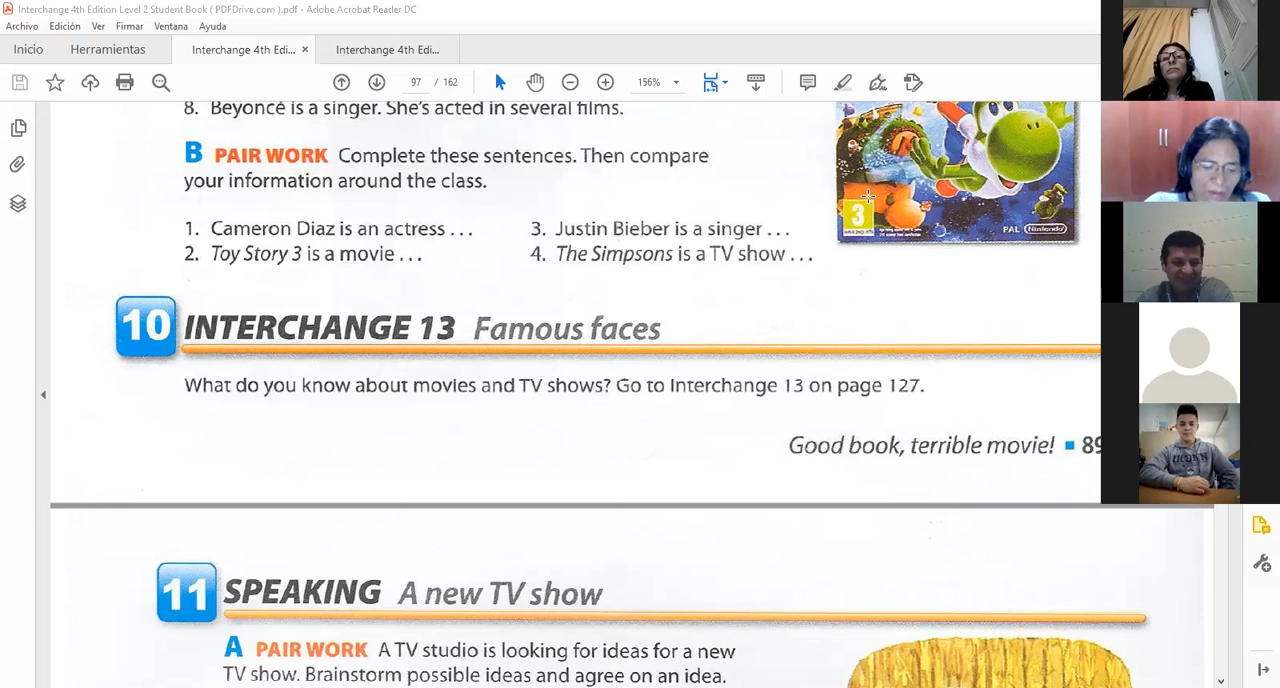 Interchange 4th Edition Level 2 Student Book ( PDFDrive.com ).pdf - Adobe Acrobat Reader DC
Archivo Edición Ver Firmar Ventana Ayuda
Inicio Herramientas Interchange 4th Edi... × Interchange 4th Edi...
97 / 162 156%
8. Beyoncé is a singer. She's acted in several films.
B PAIR WORK Complete these sentences. Then compare
your information around the class.
1. Cameron Diaz is an actress . . .
2. Toy Story 3 is a movie . . .
3. Justin Bieber is a singer . . .
4. The Simpsons is a TV show . . .
3
PAL Nintendo
10 INTERCHANGE 13 Famous faces
What do you know about movies and TV shows? Go to Interchange 13 on page 127.
Good book, terrible movie! ▪ 89
11 SPEAKING A new TV show
A PAIR WORK A TV studio is looking for ideas for a new
TV show. Brainstorm possible ideas and agree on an idea.
UCONN